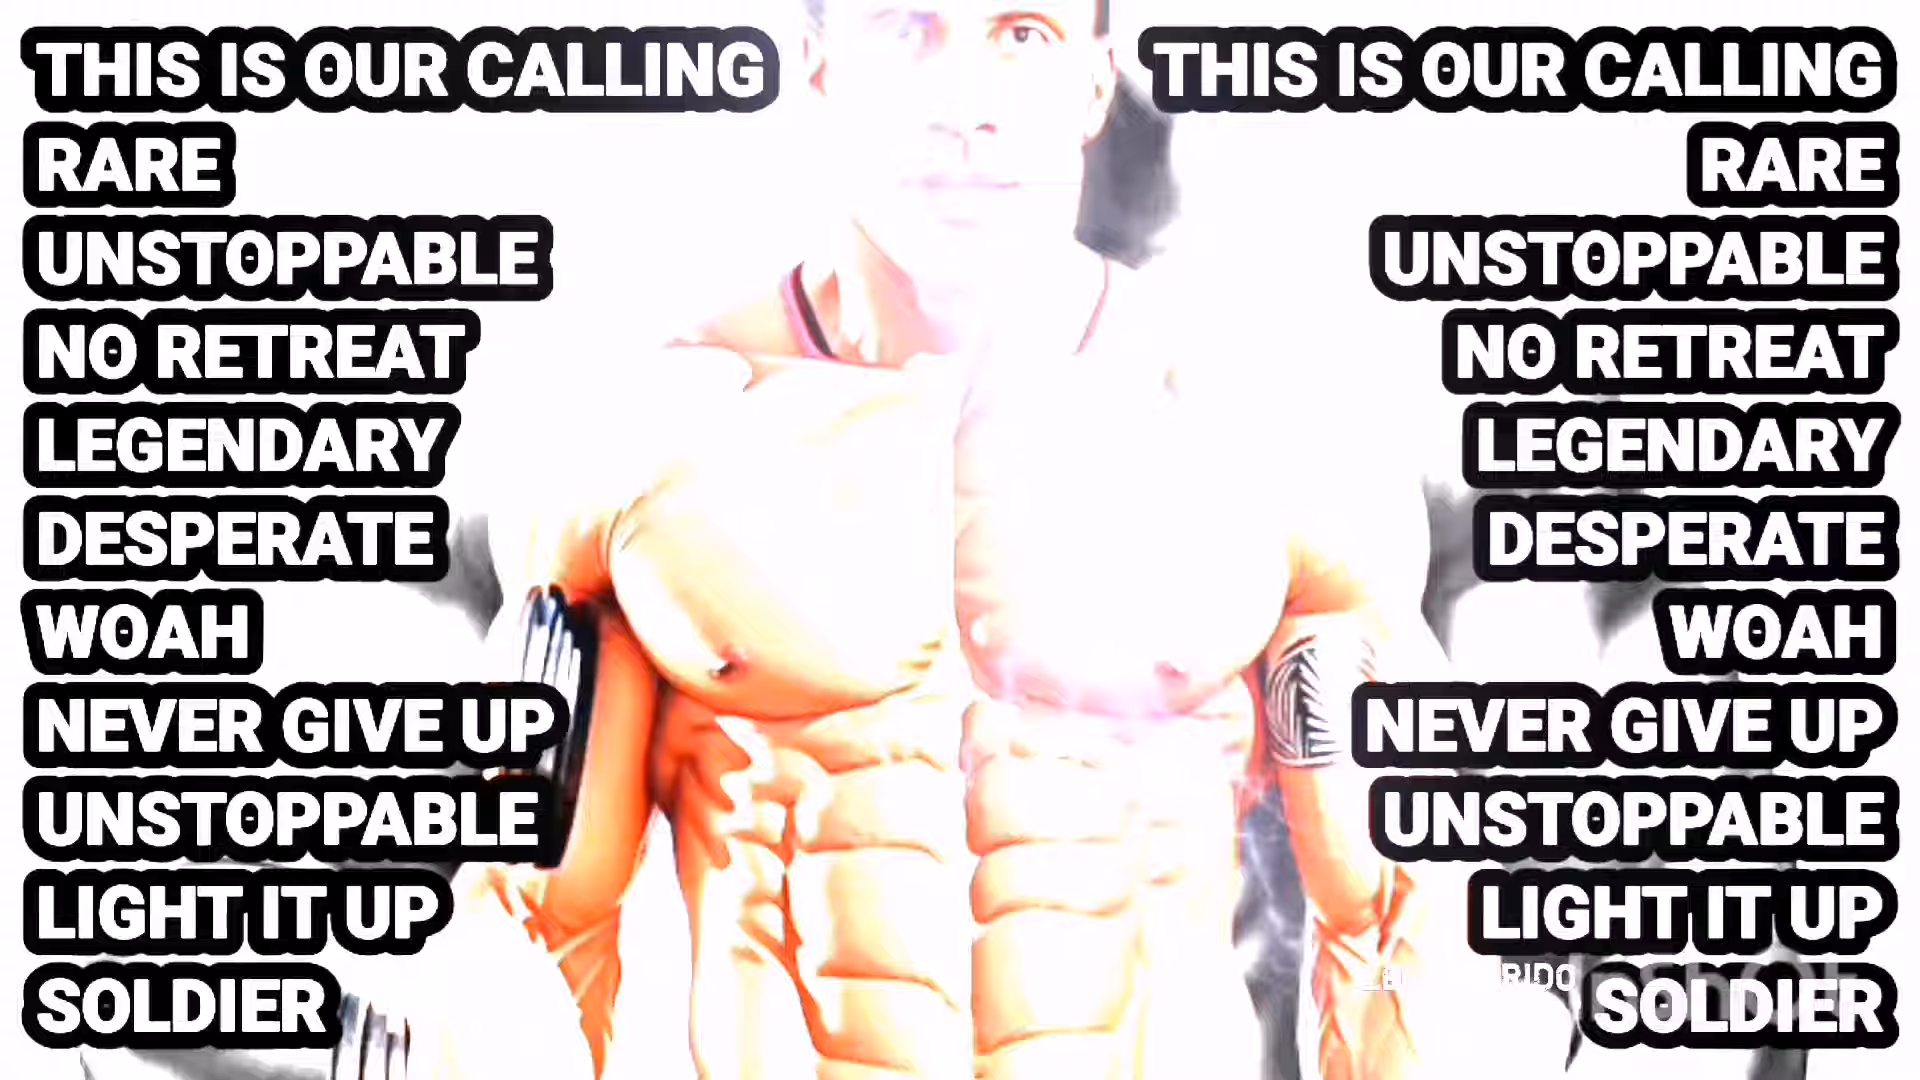 THIS IS OUR CALLING
RARE
UNSTOPPABLE
NO RETREAT
LEGENDARY
DESPERATE
WOAH
NEVER GIVE UP
UNSTOPPABLE
LIGHT IT UP
SOLDIER
THIS IS OUR CALLING
RARE
UNSTOPPABLE
NO RETREAT
LEGENDARY
DESPERATE
WOAH
NEVER GIVE UP
UNSTOPPABLE
LIGHT IT UP
SOLDIER